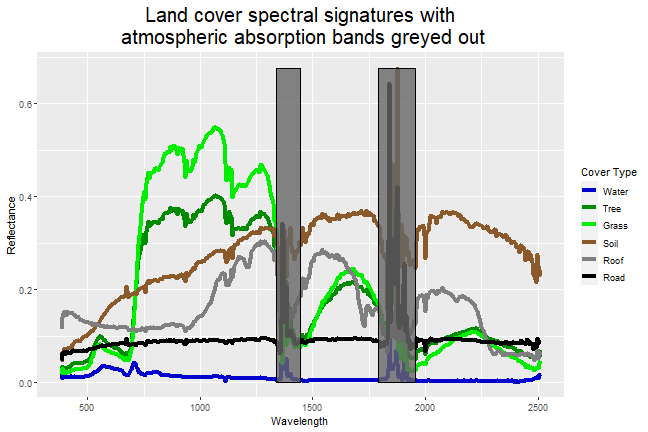 Land cover spectral signatures with
atmospheric absorption bands greyed out
Reflectance
0.6
0.4
0.2
0.0
500
1000
1500
2000
2500
Wavelength
Cover Type
Water
Tree
Grass
Soil
Roof
Road